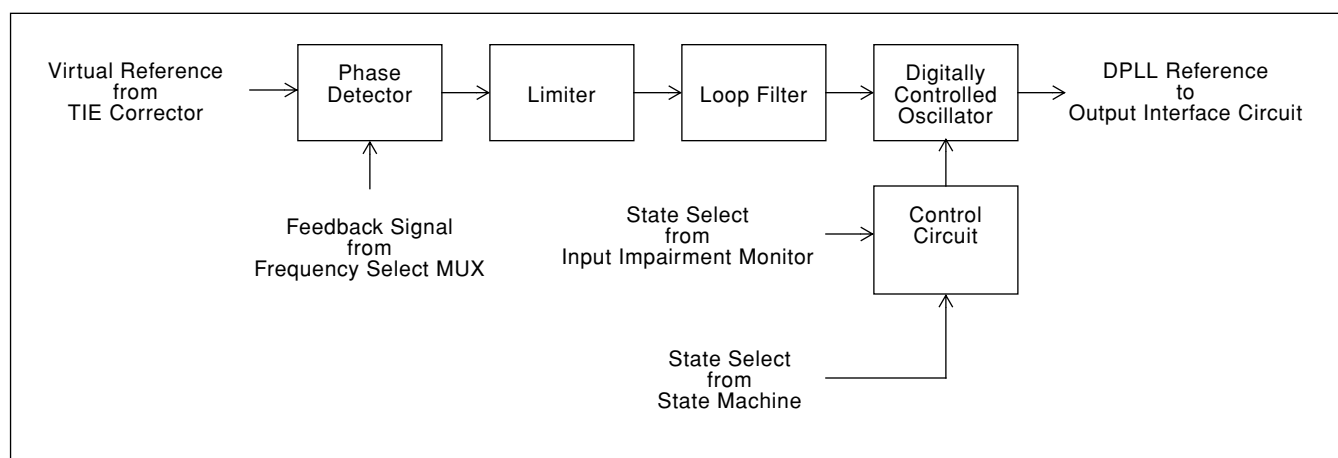 Virtual Reference
from
TIE Corrector
Phase
Detector
Limiter
Loop Filter
Digitally
Controlled
Oscillator
DPLL Reference
to
Output Interface Circuit
Feedback Signal
from
Frequency Select MUX
State Select
from
Input Impairment Monitor
Control
Circuit
State Select
from
State Machine